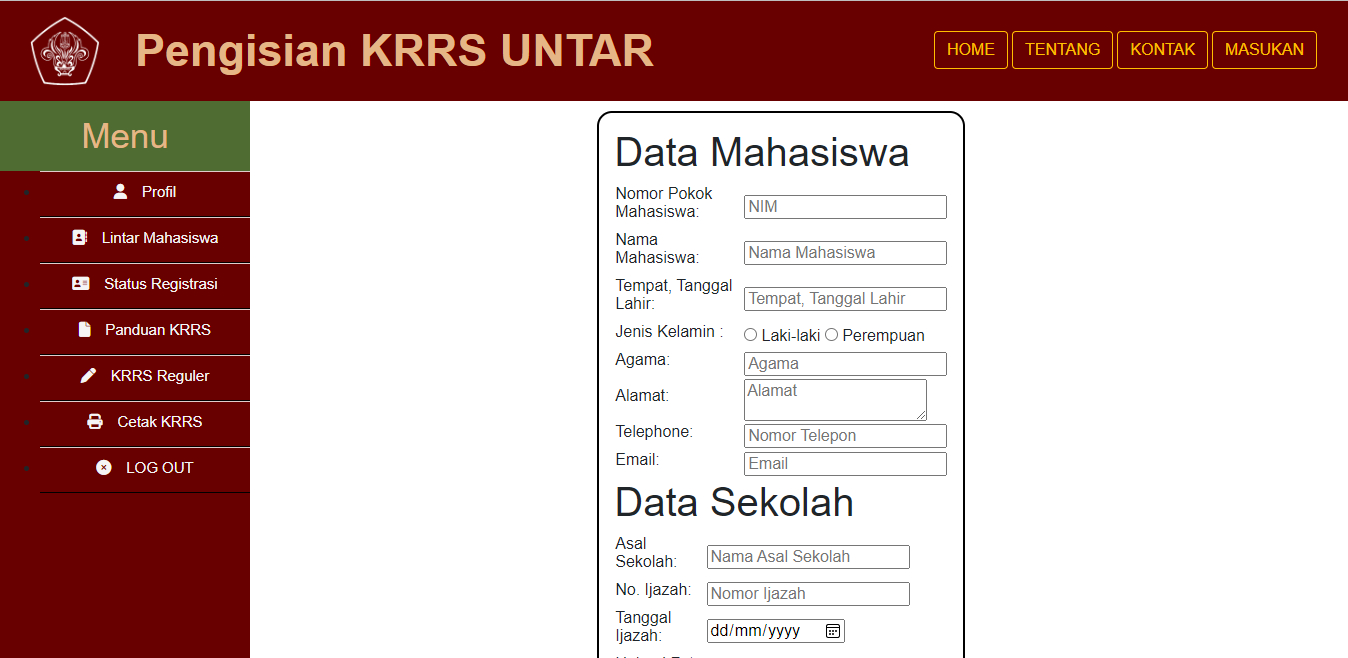 Pengisian KRRS UNTAR
HOME
TENTANG
KONTAK
MASUKAN
Menu
Profil
Lintar Mahasiswa
Status Registrasi
Panduan KRRS
KRRS Reguler
Cetak KRRS
LOG OUT
Data Mahasiswa
Nomor Pokok
Mahasiswa:
NIM
Nama
Mahasiswa:
Nama Mahasiswa
Tempat, Tanggal
Lahir:
Tempat, Tanggal Lahir
Jenis Kelamin :
Laki-laki
Perempuan
Agama:
Agama
Alamat:
Alamat
Telephone:
Nomor Telepon
Email:
Email
Data Sekolah
Asal
Sekolah:
Nama Asal Sekolah
No. Ijazah:
Nomor Ijazah
Tanggal
Ijazah:
dd/mm/yyyy